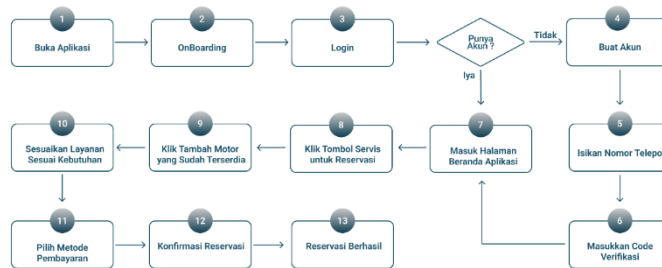 1
Buka Aplikasi
2
OnBoarding
3
Login
Punya
Akun ?
Tidak
Iya
4
Buat Akun
5
Isikan Nomor Telepo
6
Masukkan Code
Verifikasi
7
Masuk Halaman
Beranda Aplikasi
8
Klik Tombol Servis
untuk Reservasi
9
Klik Tambah Motor
yang Sudah Terserdia
10
Sesuaikan Layanan
Sesuai Kebutuhan
11
Pilih Metode
Pembayaran
12
Konfirmasi Reservasi
13
Reservasi Berhasil